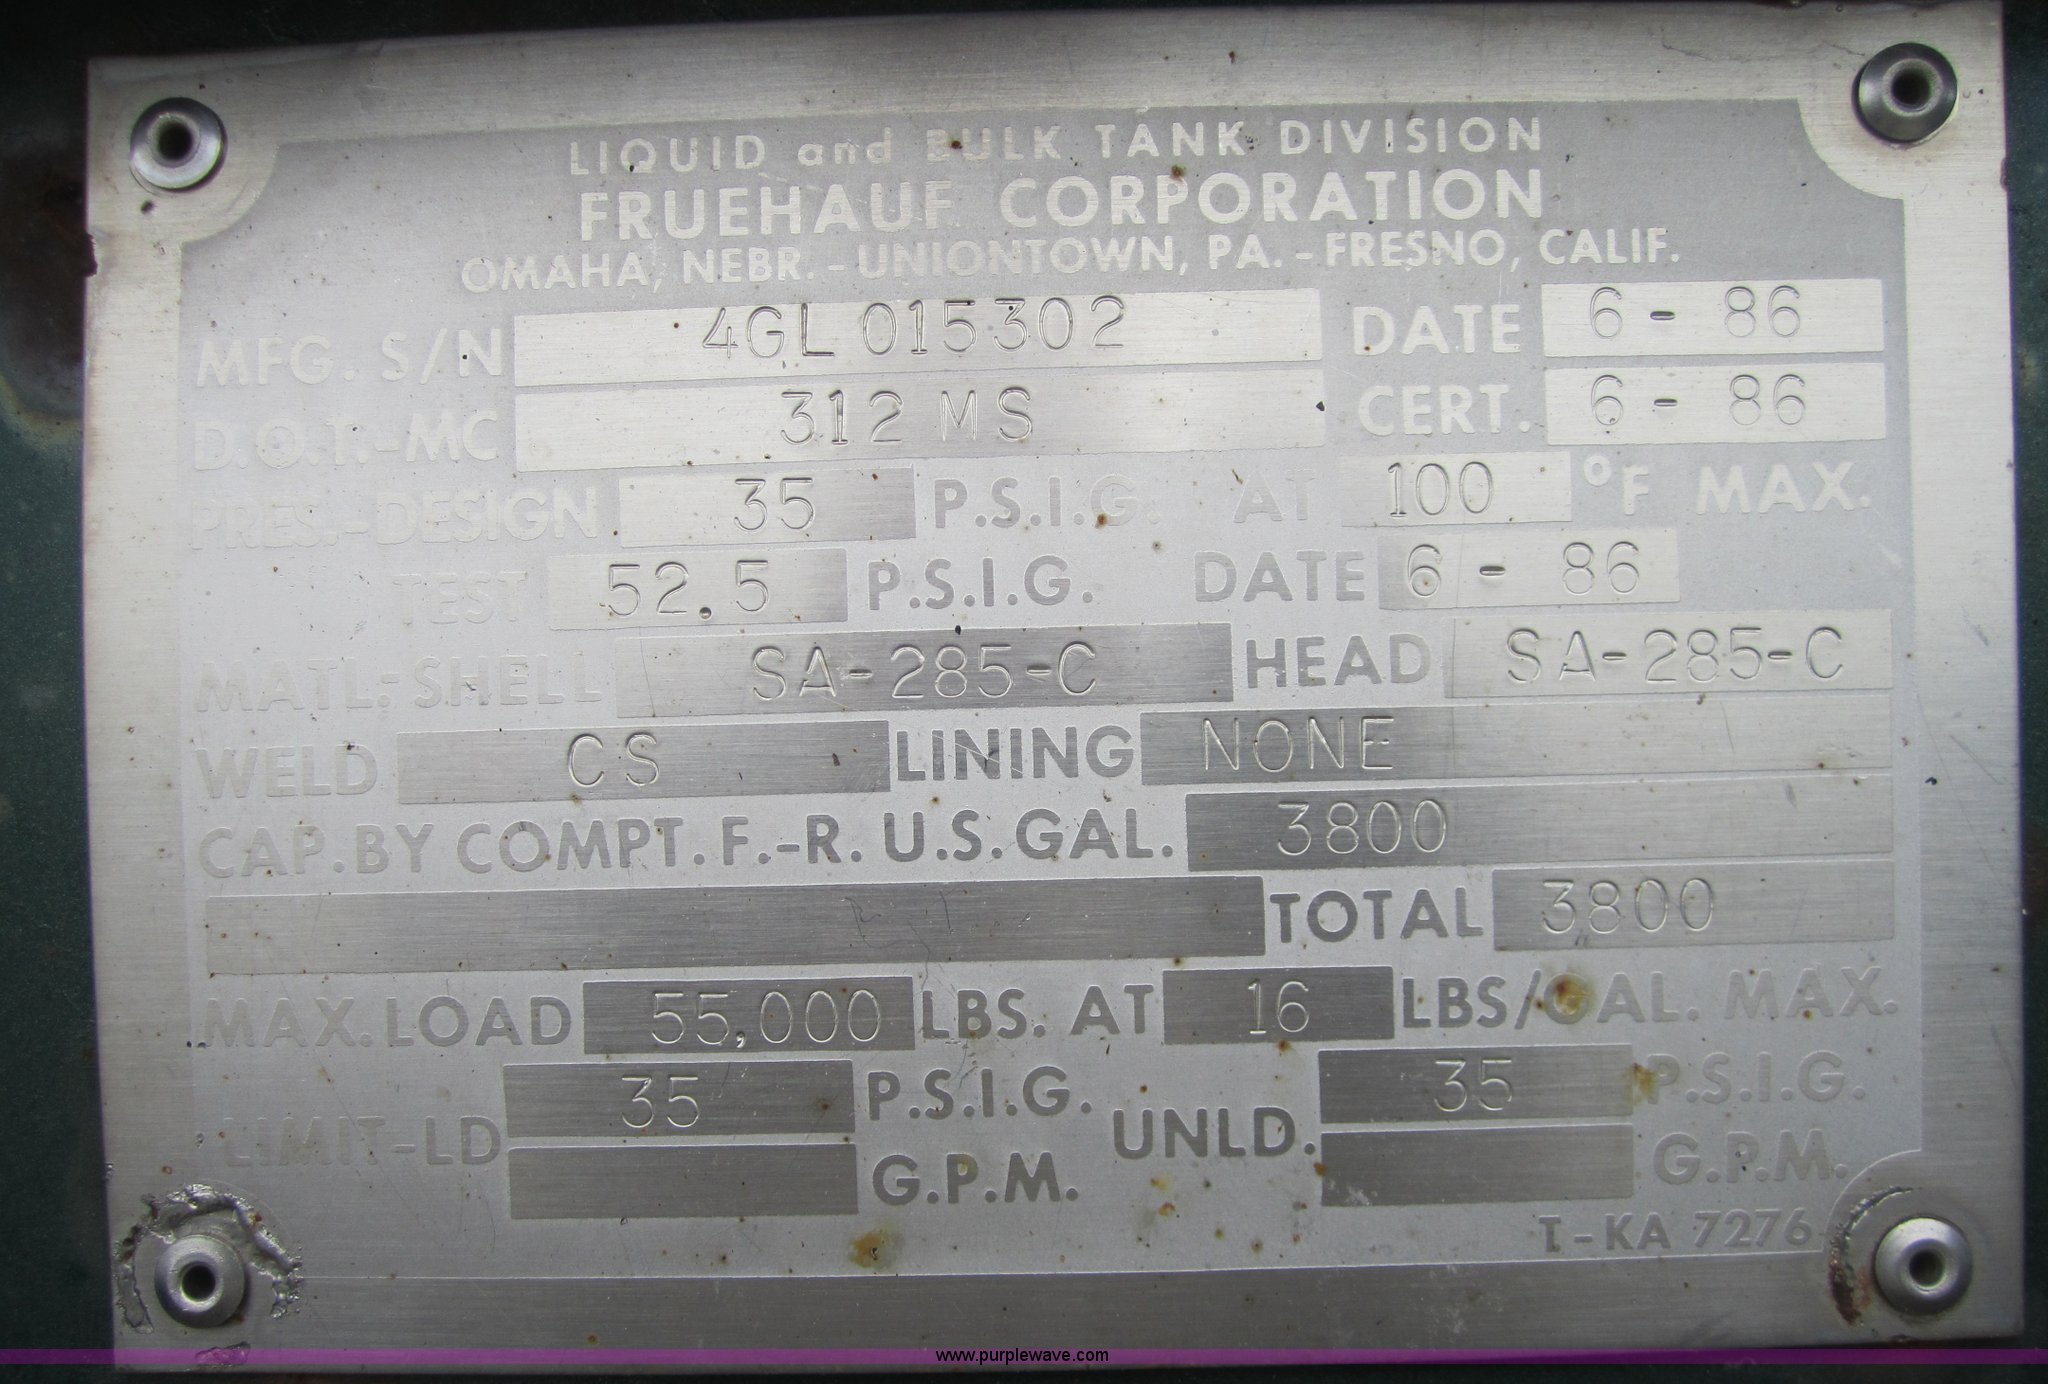 LIQUID and BULK TANK DIVISION
FRUEHAUF CORPORATION
OMAHA, NEBR. - UNIONTOWN, PA. - FRESNO, CALIF.
MFG. S/N 4GL 015302 DATE 6 - 86
D.O.T.-MC 312 MS CERT. 6 - 86
PRES.-DESIGN 35 P.S.I.G. AT 100 °F MAX.
TEST 52.5 P.S.I.G. DATE 6 - 86
MATL.-SHELL SA-285-C HEAD SA-285-C
WELD CS LINING NONE
CAP. BY COMPT. F.-R. U.S. GAL. 3800
TOTAL 3800
MAX. LOAD 55,000 LBS. AT 16 LBS/GAL. MAX.
LIMIT-LD 35 P.S.I.G. UNLD. 35 P.S.I.G.
G.P.M. G.P.M.
T-KA 7276
www.purplewave.com